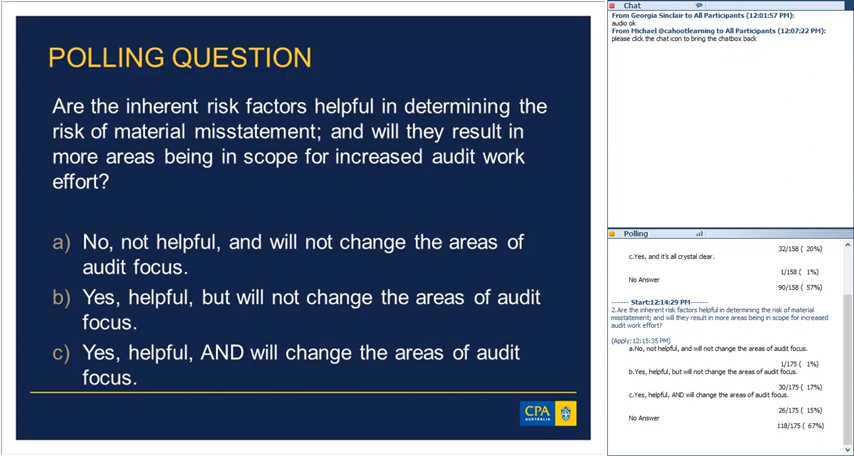 POLLING QUESTION
Are the inherent risk factors helpful in determining the
risk of material misstatement; and will they result in
more areas being in scope for increased audit work
effort?
a) No, not helpful, and will not change the areas of
audit focus.
b) Yes, helpful, but will not change the areas of audit
focus.
c) Yes, helpful, AND will change the areas of audit
focus.
CPA
AUSTRALIA
Chat
From Georgia Sinclair to All Participants (12:01:57 PM):
audio ok
From Michael @cahootlearning to All Participants (12:07:22 PM):
please click the chat icon to bring the chatbox back
Polling
32/158 ( 20%)
c.Yes, and it's all crystal clear.
1/158 ( 1%)
No Answer
90/158 ( 57%)
------ Start:12:14:29 PM------
2.Are the inherent risk factors helpful in determining the risk of material
misstatement; and will they result in more areas being in scope for increased
audit work effort?
(Apply:12:15:35 PM)
a.No, not helpful, and will not change the areas of audit focus.
1/175 ( 1%)
b.Yes, helpful, but will not change the areas of audit focus.
30/175 ( 17%)
c.Yes, helpful, AND will change the areas of audit focus.
26/175 ( 15%)
No Answer
118/175 ( 67%)